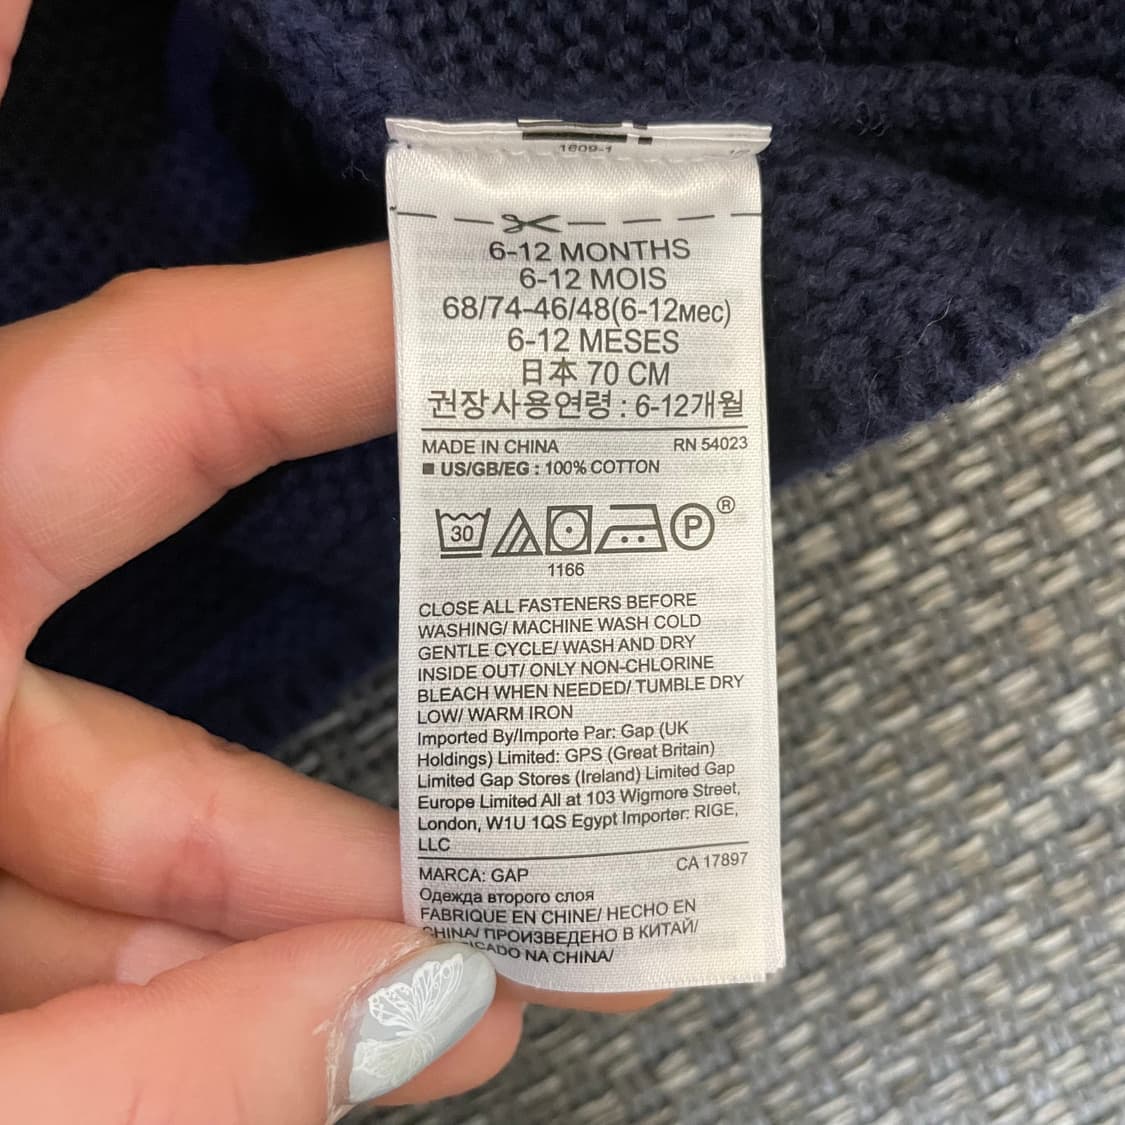 1609-1
6-12 MONTHS
6-12 MOIS
68/74-46/48(6-12мес)
6-12 MESES
日本 70 CM
권장사용연령 : 6-12개월
MADE IN CHINA RN 54023
US/GB/EG : 100% COTTON
30 P ®
1166
CLOSE ALL FASTENERS BEFORE
WASHING/ MACHINE WASH COLD
GENTLE CYCLE/ WASH AND DRY
INSIDE OUT/ ONLY NON-CHLORINE
BLEACH WHEN NEEDED/ TUMBLE DRY
LOW/ WARM IRON
Imported By/Importe Par: Gap (UK
Holdings) Limited: GPS (Great Britain)
Limited Gap Stores (Ireland) Limited Gap
Europe Limited All at 103 Wigmore Street,
London, W1U 1QS Egypt Importer: RIGE,
LLC
MARCA: GAP CA 17897
Одежда второго слоя
FABRIQUE EN CHINE/ HECHO EN
CHINA/ ПРОИЗВЕДЕНО В КИТАЙ/
NA CHINA/